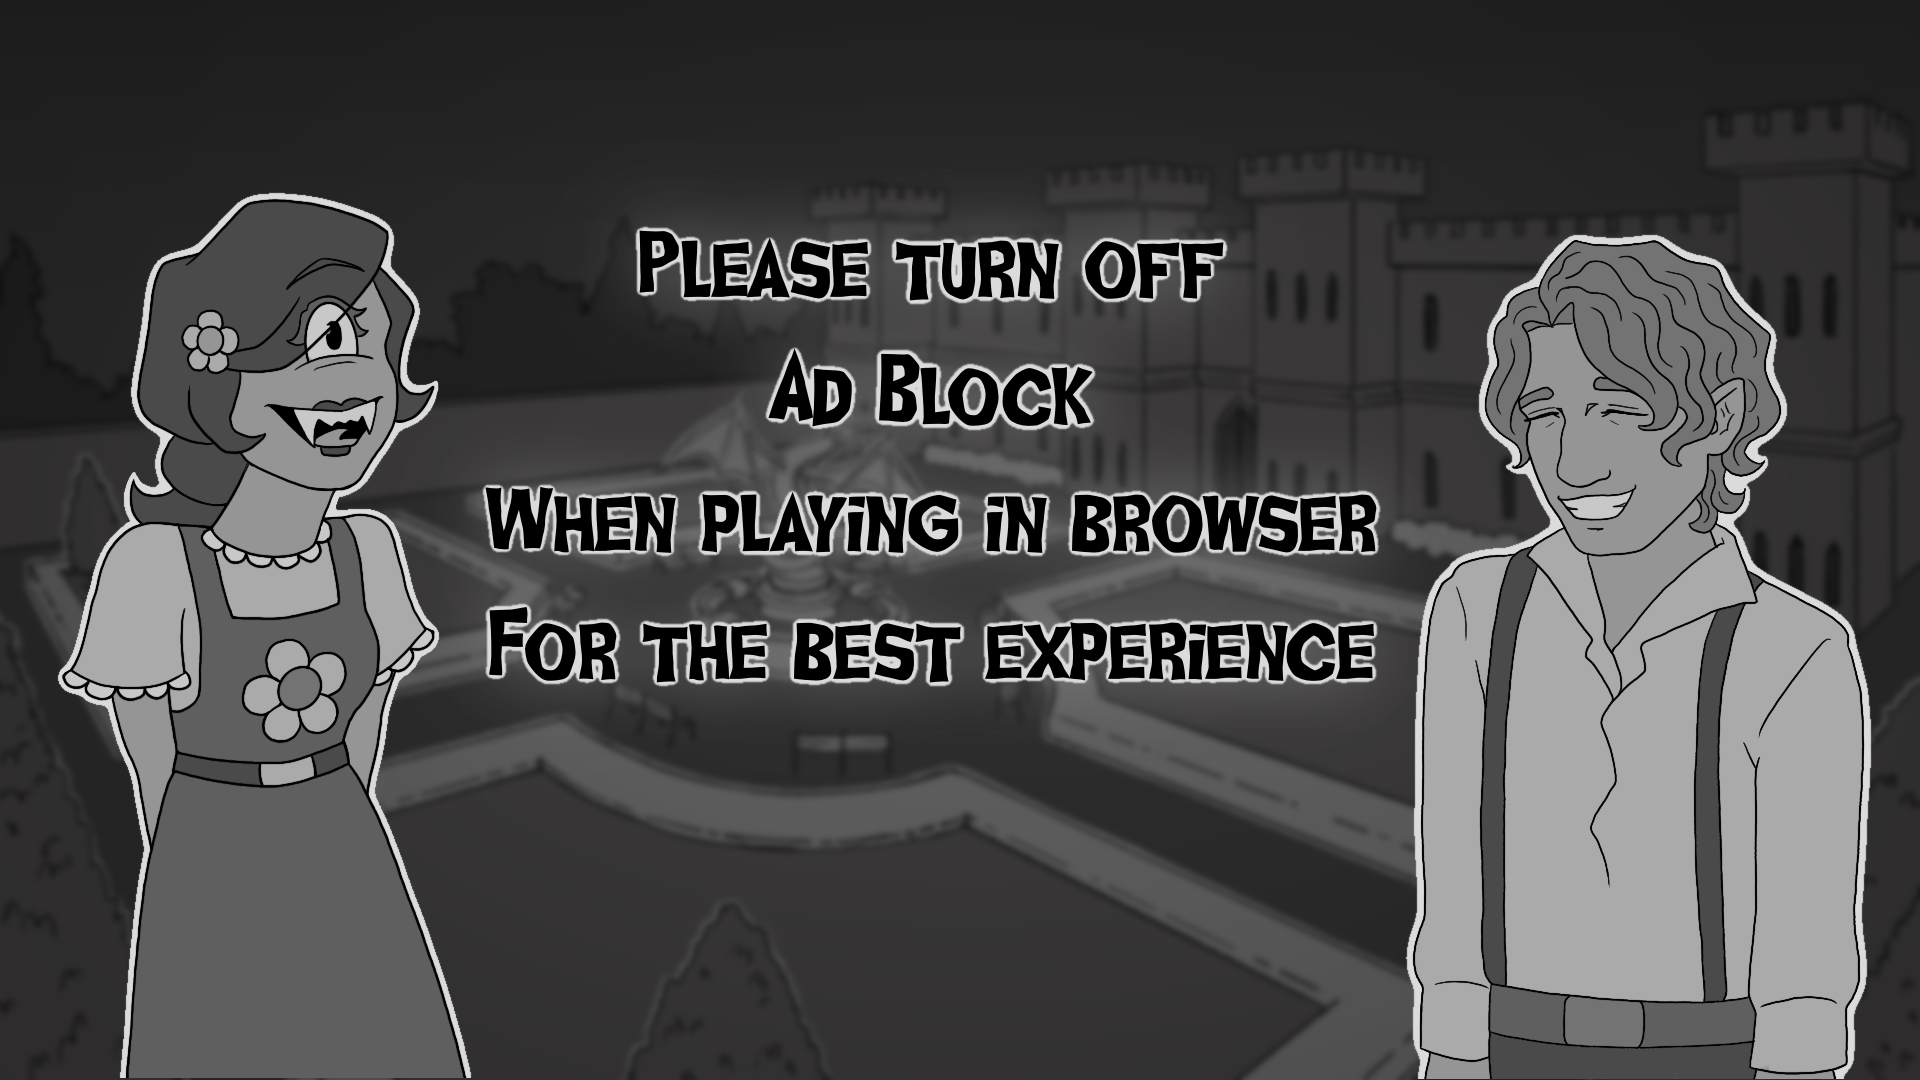 Please turn off
Ad Block
When playing in browser
For the best experience